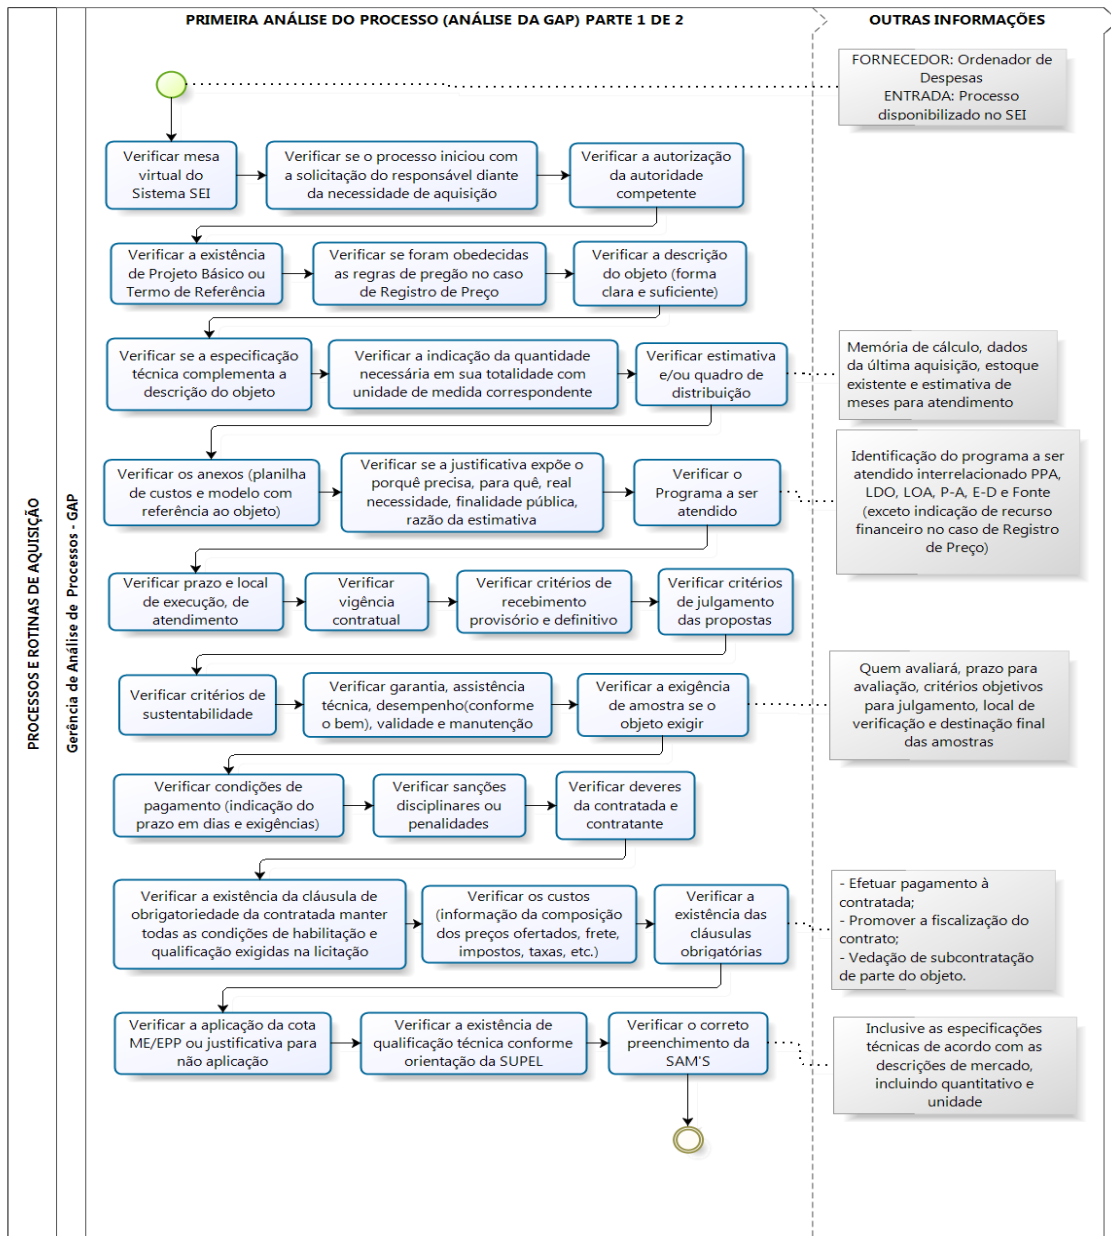 PRIMEIRA ANÁLISE DO PROCESSO (ANÁLISE DA GAP) PARTE 1 DE 2
OUTRAS INFORMAÇÕES
PROCESSOS E ROTINAS DE AQUISIÇÃO
Gerência de Análise de Processos - GAP
FORNECEDOR: Ordenador de
Despesas
ENTRADA: Processo
disponibilizado no SEI
Verificar mesa
virtual do
Sistema SEI
Verificar se o processo iniciou com
a solicitação do responsável diante
da necessidade de aquisição
Verificar a autorização
da autoridade
competente
Verificar a existência
de Projeto Básico ou
Termo de Referência
Verificar se foram obedecidas
as regras de pregão no caso
de Registro de Preço
Verificar a descrição
do objeto (forma
clara e suficiente)
Verificar se a especificação
técnica complementa a
descrição do objeto
Verificar a indicação da quantidade
necessária em sua totalidade com
unidade de medida correspondente
Verificar estimativa
e/ou quadro de
distribuição
Memória de cálculo, dados
da última aquisição, estoque
existente e estimativa de
meses para atendimento
Verificar os anexos (planilha
de custos e modelo com
referência ao objeto)
Verificar se a justificativa expõe o
porquê precisa, para quê, real
necessidade, finalidade pública,
razão da estimativa
Verificar o
Programa a ser
atendido
Identificação do programa a ser
atendido interrelacionado PPA,
LDO, LOA, P-A, E-D e Fonte
(exceto indicação de recurso
financeiro no caso de Registro
de Preço)
Verificar prazo e local
de execução, de
atendimento
Verificar
vigência
contratual
Verificar critérios de
recebimento
provisório e definitivo
Verificar critérios
de julgamento
das propostas
Verificar critérios de
sustentabilidade
Verificar garantia, assistência
técnica, desempenho(conforme
o bem), validade e manutenção
Verificar a exigência
de amostra se o
objeto exigir
Quem avaliará, prazo para
avaliação, critérios objetivos
para julgamento, local de
verificação e destinação final
das amostras
Verificar condições de
pagamento (indicação do
prazo em dias e exigências)
Verificar sanções
disciplinares ou
penalidades
Verificar deveres
da contratada e
contratante
Verificar a existência da cláusula de
obrigatoriedade da contratada manter
todas as condições de habilitação e
qualificação exigidas na licitação
Verificar os custos
(informação da composição
dos preços ofertados, frete,
impostos, taxas, etc.)
Verificar a
existência das
cláusulas
obrigatórias
- Efetuar pagamento à
contratada;
- Promover a fiscalização do
contrato;
- Vedação de subcontratação
de parte do objeto.
Verificar a aplicação da cota
ME/EPP ou justificativa para
não aplicação
Verificar a existência de
qualificação técnica conforme
orientação da SUPEL
Verificar o correto
preenchimento da
SAM'S
Inclusive as especificações
técnicas de acordo com as
descrições de mercado,
incluindo quantitativo e
unidade